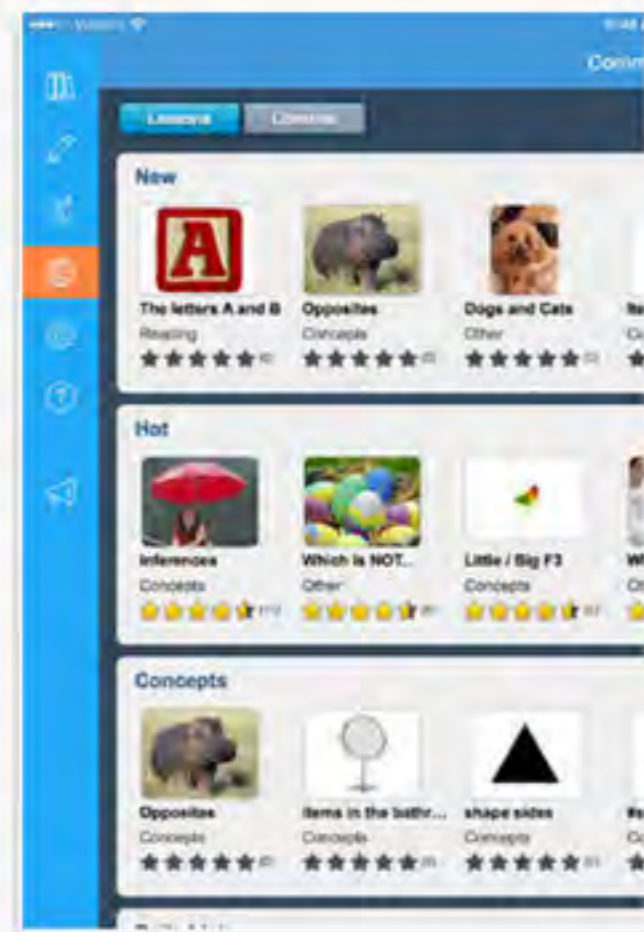 Comm
Lessons
New
A
The letters A and B
Opposites
Dogs and Cats
Reading
Concepts
Other
Hot
Inferences
Which is NOT...
Little / Big F3
Concepts
Other
Concepts
Concepts
Opposites
items in the bathr...
shape sides
Concepts
Concepts
Concepts